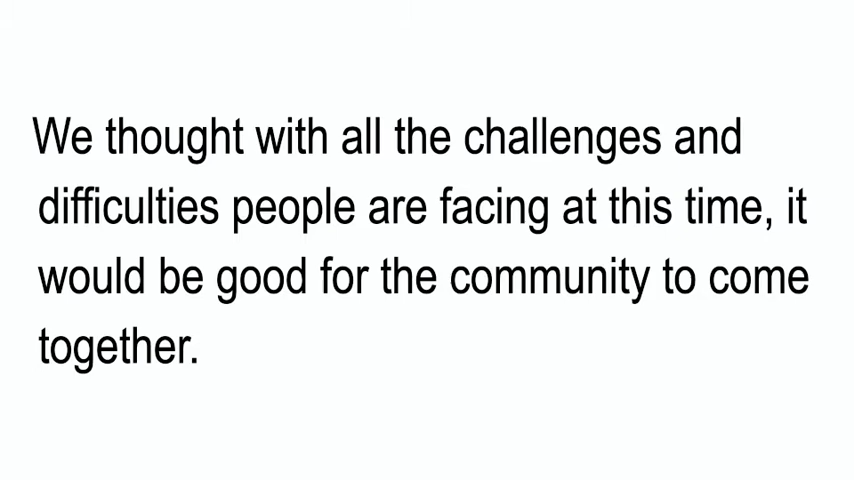 We thought with all the challenges and
difficulties people are facing at this time, it
would be good for the community to come
together.